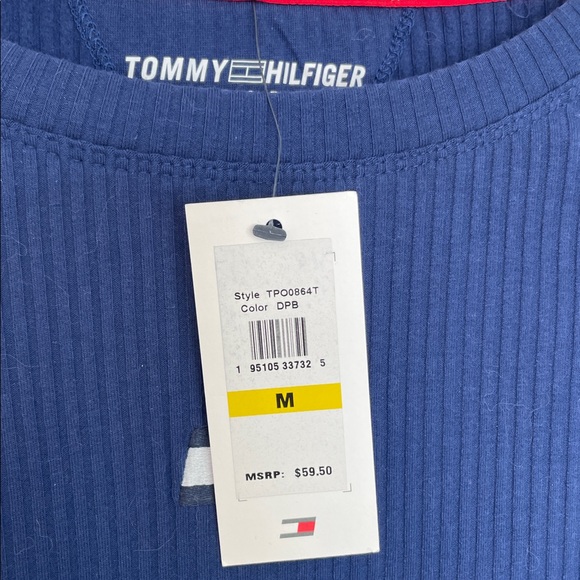 TOMMY HILFIGER
Style TPO0864T
Color DPB
1 95105 33732 5
M
MSRP: $59.50